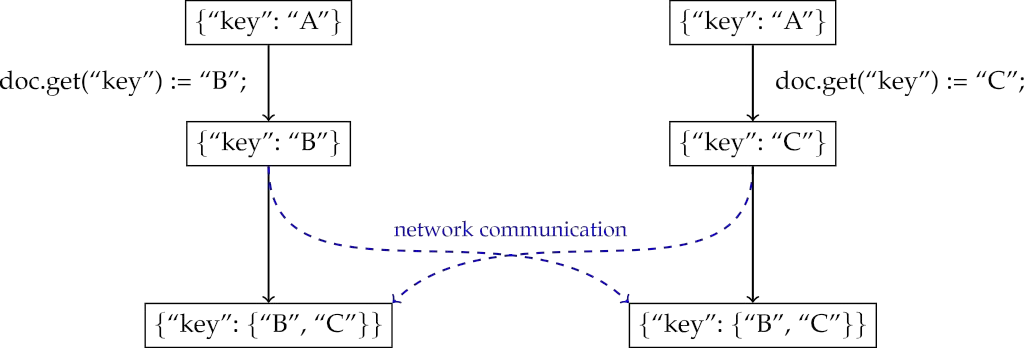 {“key”: “A”} {“key”: “A”}
doc.get(“key”) := “B”; doc.get(“key”) := “C”;
{“key”: “B”} {“key”: “C”}
network communication
{“key”: {“B”, “C”}} {“key”: {“B”, “C”}}